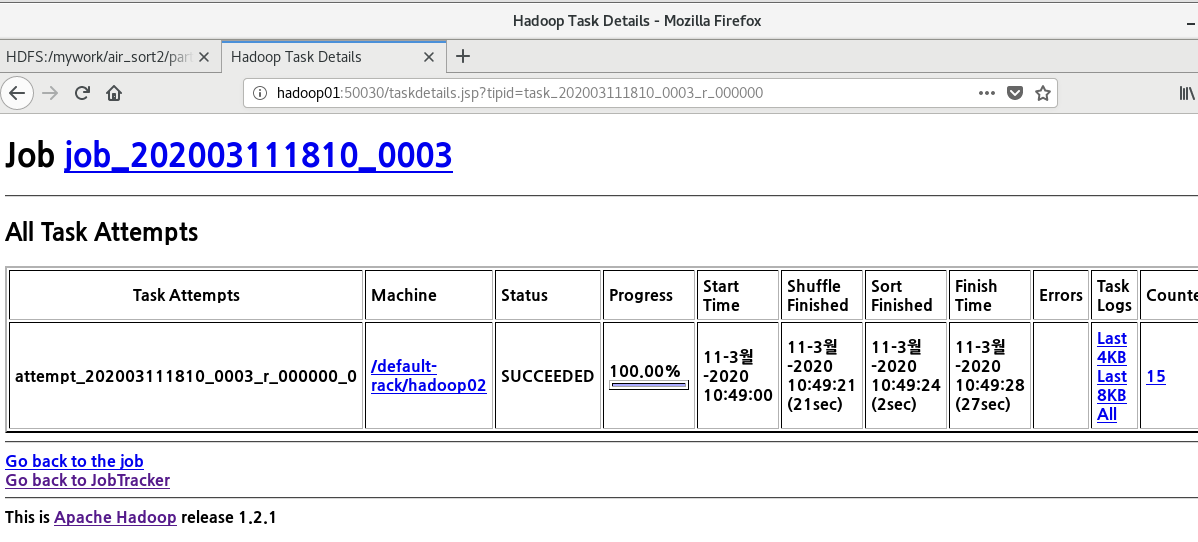 Hadoop Task Details - Mozilla Firefox
HDFS:/mywork/air_sort2/part
Hadoop Task Details
hadoop01:50030/taskdetails.jsp?tipid=task_202003111810_0003_r_000000
Job job_202003111810_0003
All Task Attempts
Task Attempts
Machine
Status
Progress
Start
Time
Shuffle
Finished
Sort
Finished
Finish
Time
Errors
Task
Logs
Counte
attempt_202003111810_0003_r_000000_0
/default-
rack/hadoop02
SUCCEEDED
100.00%
11-3월
-2020
10:49:00
11-3월
-2020
10:49:21
(21sec)
11-3월
-2020
10:49:24
(2sec)
11-3월
-2020
10:49:28
(27sec)
Last
4KB
Last
8KB
All
15
Go back to the job
Go back to JobTracker
This is Apache Hadoop release 1.2.1